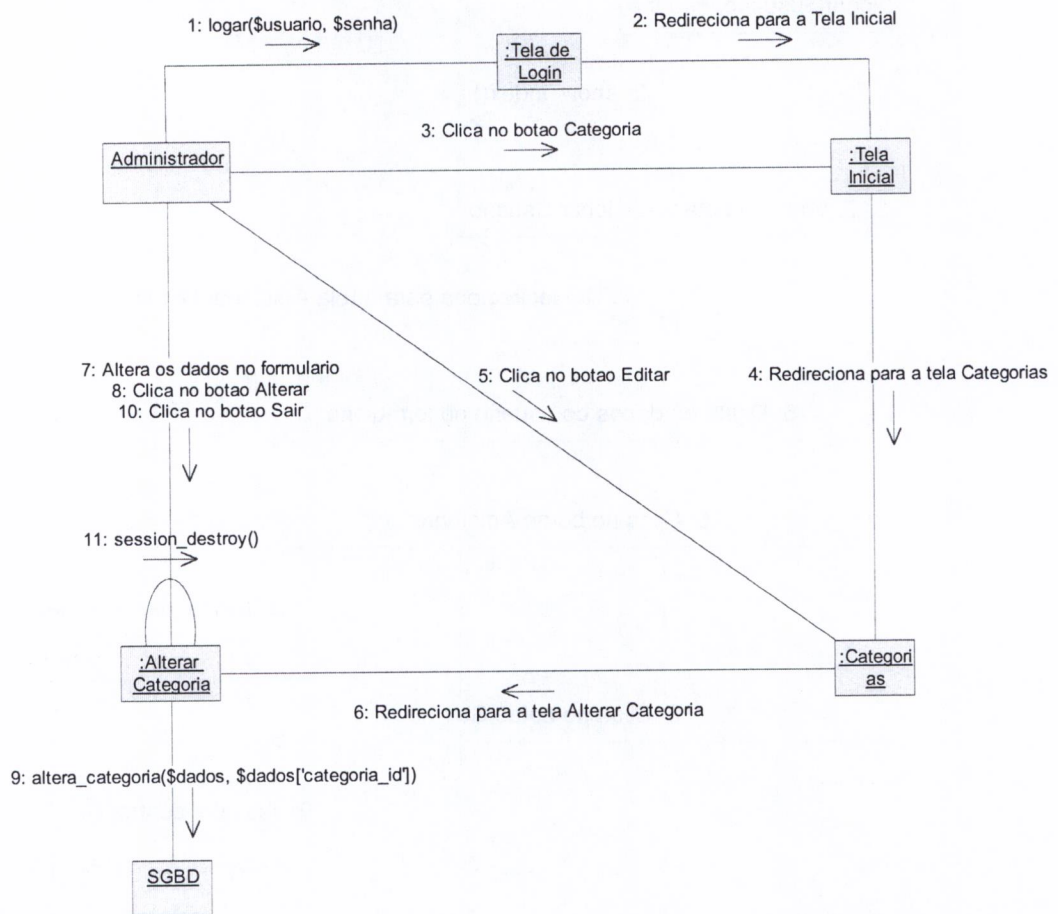 1: logar($usuario, $senha)
2: Redireciona para a Tela Inicial
:Tela de
Login
3: Clica no botao Categoria
Administrador
:Tela
Inicial
7: Altera os dados no formulario
8: Clica no botao Alterar
10: Clica no botao Sair
5: Clica no botao Editar
4: Redireciona para a tela Categorias
11: session_destroy()
:Alterar
Categoria
:Categori
as
6: Redireciona para a tela Alterar Categoria
9: altera_categoria($dados, $dados['categoria_id'])
SGBD